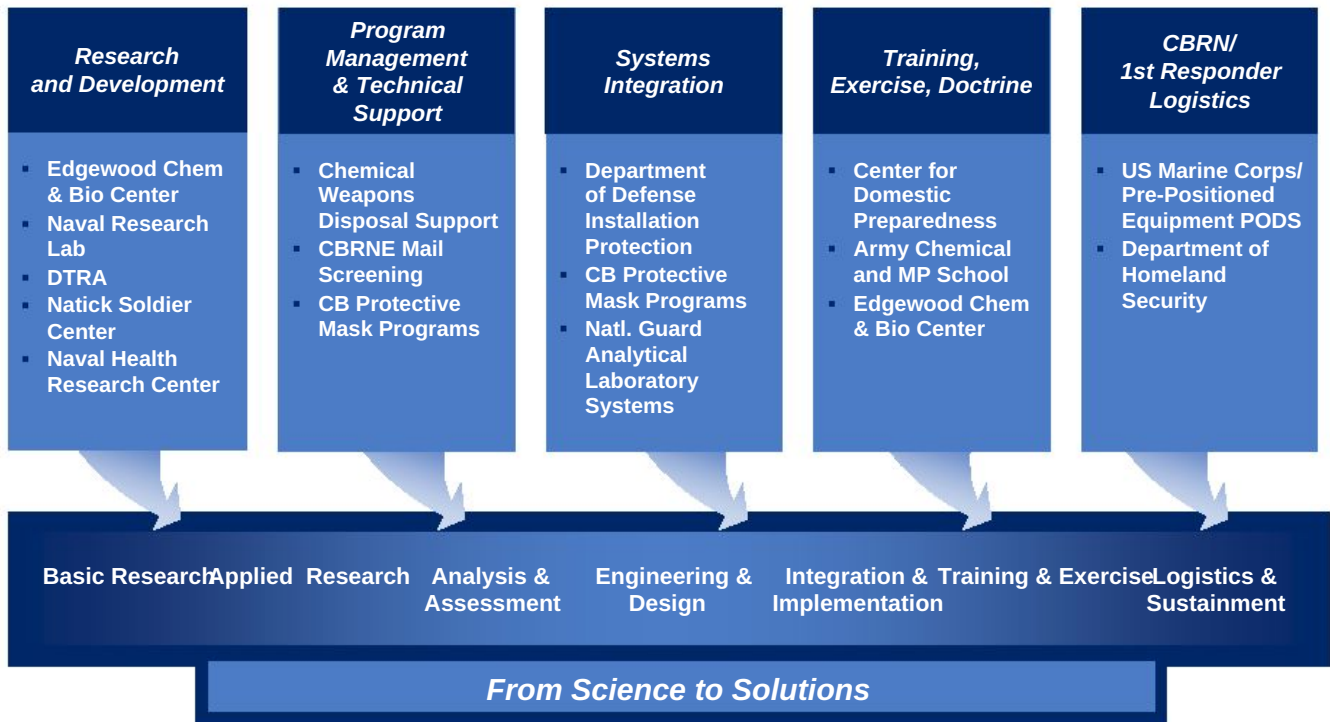 Research
and Development
Edgewood Chem
& Bio Center
Naval Research
Lab
DTRA
Natick Soldier
Center
Naval Health
Research Center
Program
Management
& Technical
Support
Chemical
Weapons
Disposal Support
CBRNE Mail
Screening
CB Protective
Mask Programs
Systems
Integration
Department
of Defense
Installation
Protection
CB Protective
Mask Programs
Natl. Guard
Analytical
Laboratory
Systems
Training,
Exercise, Doctrine
Center for
Domestic
Preparedness
Army Chemical
and MP School
Edgewood Chem
& Bio Center
CBRN/
1st Responder
Logistics
US Marine Corps/
Pre-Positioned
Equipment PODS
Department of
Homeland
Security
Basic Research
Applied Research
Analysis &
Assessment
Engineering &
Design
Integration &
Implementation
Training & Exercise
Logistics &
Sustainment
From Science to Solutions